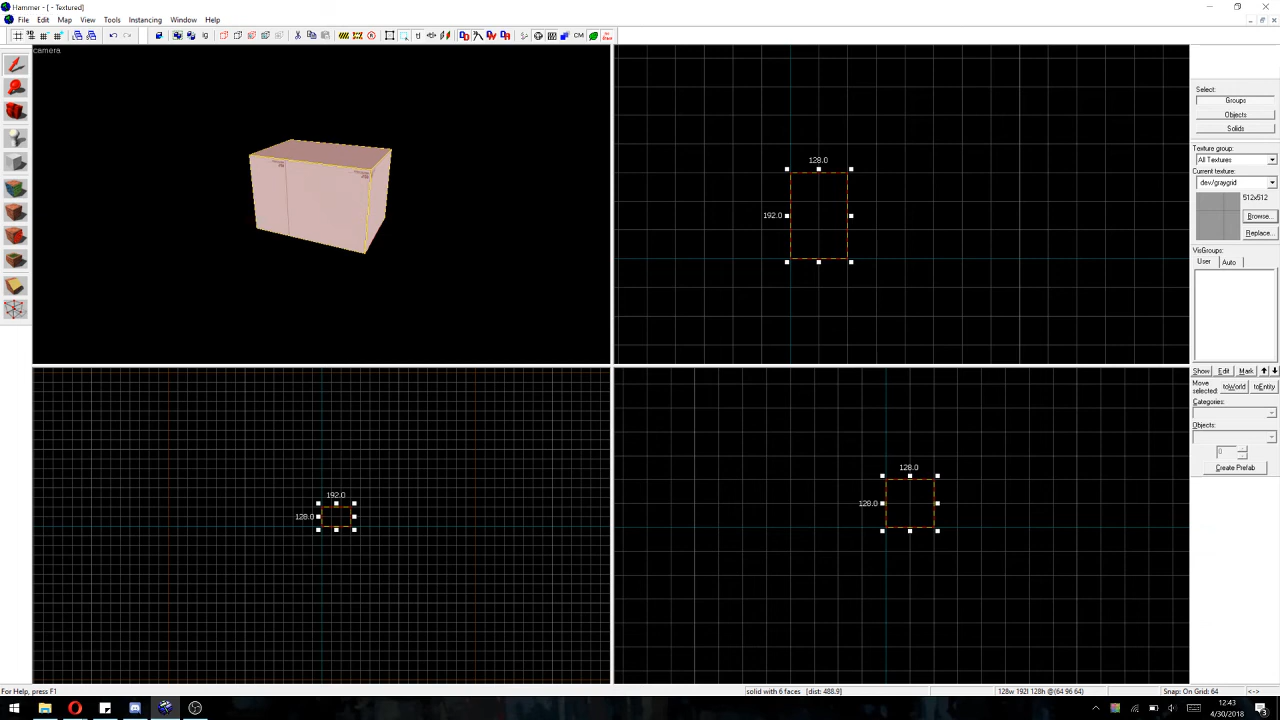 Hammer - [ - Textured]
File Edit Map View Tools Instancing Window Help
camera
128.0
192.0
192.0
128.0
128.0
128.0
Select:
Groups
Objects
Solids
Texture group:
All Textures
Current texture:
dev/graygrid
512x512
Browse...
Replace...
VisGroups:
User Auto
Show Edit Mark
Move selected:
toWorld toEntity
Categories:
Objects:
0
Create Prefab
For Help, press F1
solid with 6 faces [dist: 488.9]
128w 192l 128h @(64 96 64)
Snap: On Grid: 64
<->
12.43
4/30/2018
3